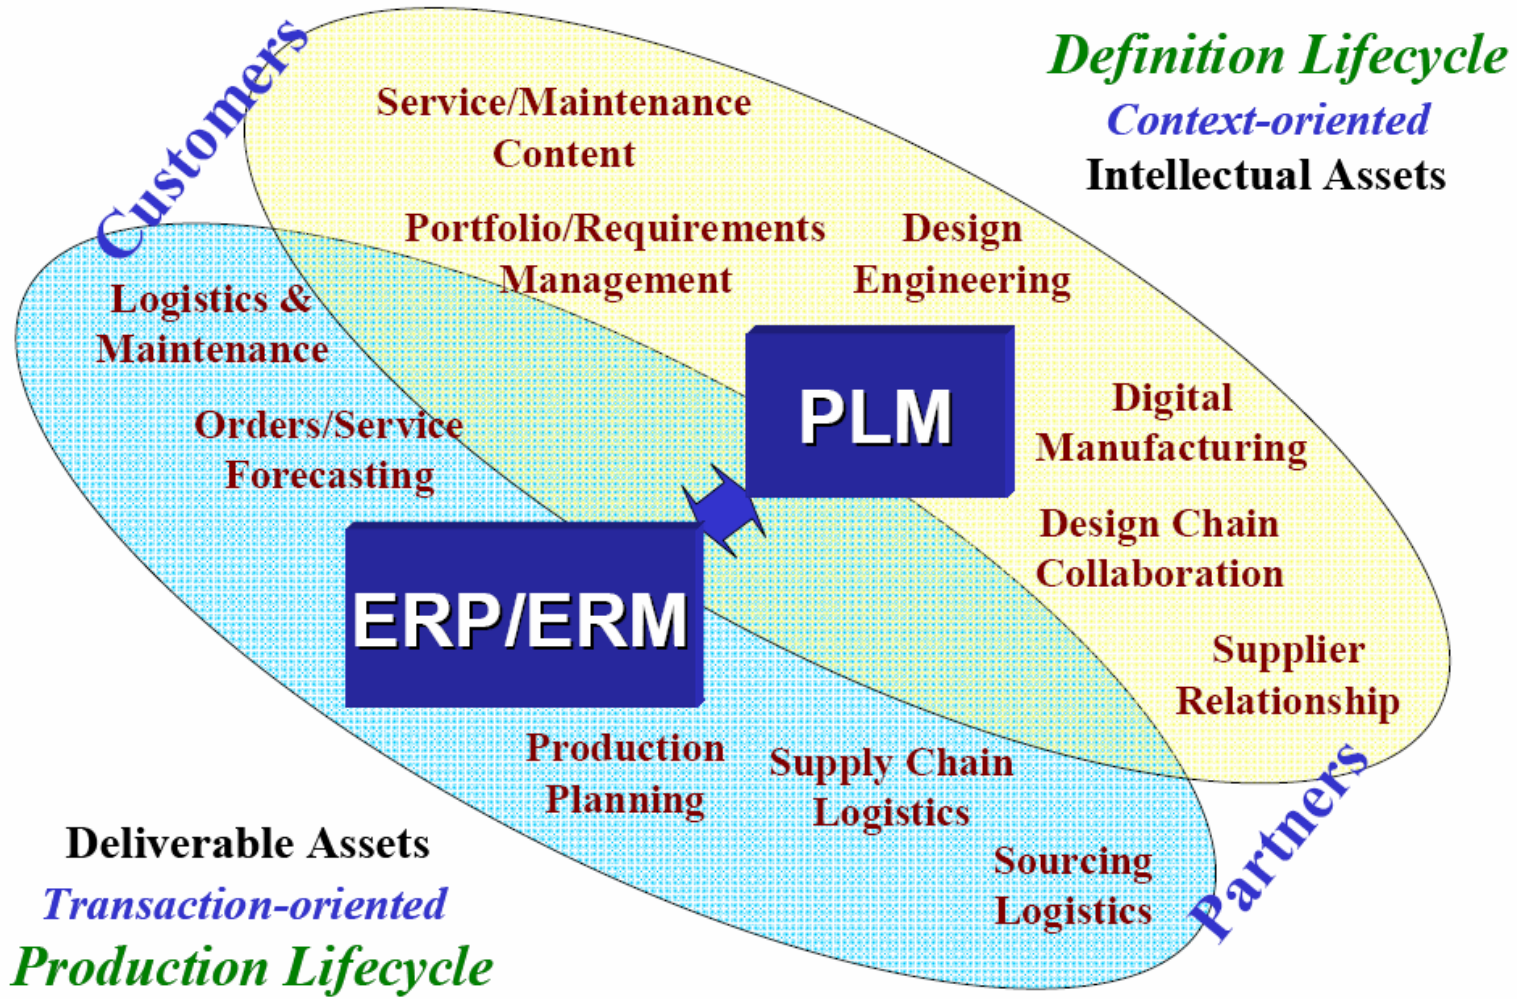 Customers
Definition Lifecycle
Context-oriented
Intellectual Assets
Service/Maintenance
Content
Portfolio/Requirements
Management
Design
Engineering
Logistics &
Maintenance
Orders/Service
Forecasting
PLM
Digital
Manufacturing
Design Chain
Collaboration
ERP/ERM
Supplier
Relationship
Production
Planning
Supply Chain
Logistics
Sourcing
Logistics
Partners
Deliverable Assets
Transaction-oriented
Production Lifecycle